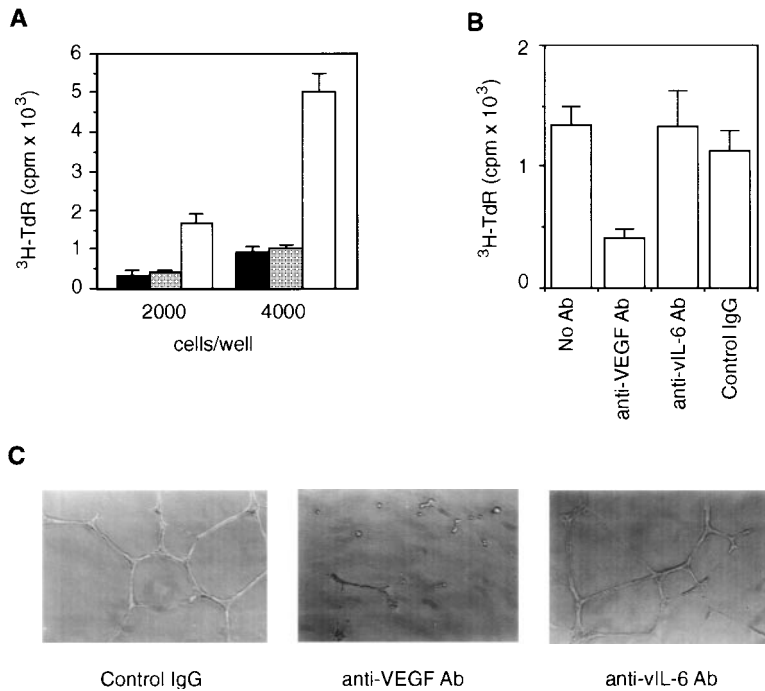 A
³H-TdR (cpm x 10³)
6
5
4
3
2
1
0
2000
4000
cells/well
B
³H-TdR (cpm x 10³)
2
1
0
No Ab
anti-VEGF Ab
anti-vIL-6 Ab
Control IgG
C
Control IgG
anti-VEGF Ab
anti-vIL-6 Ab